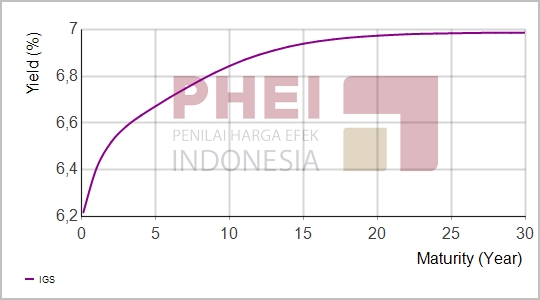 Yield (%)
7
6,8
6,6
6,4
6,2
PHEI
PENILAI HARGA EFEK
INDONESIA
0 5 10 15 20 25 30
Maturity (Year)
IGS